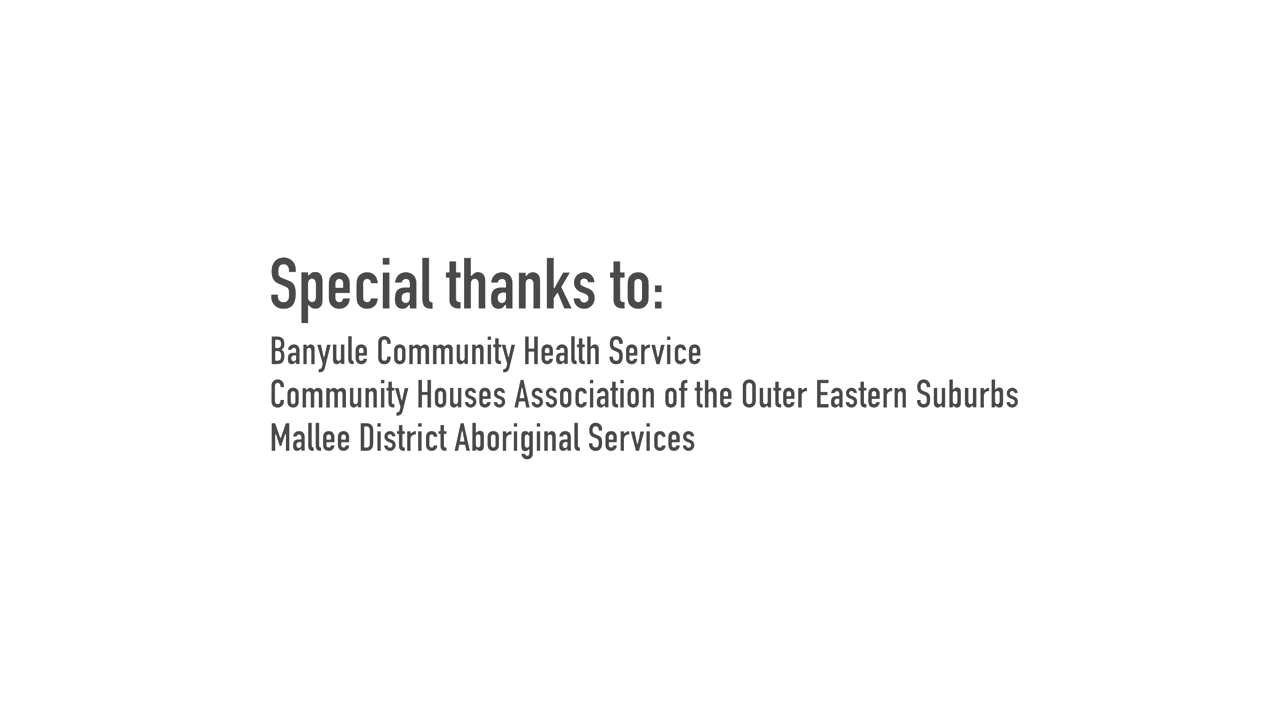 Special thanks to:
Banyule Community Health Service
Community Houses Association of the Outer Eastern Suburbs
Mallee District Aboriginal Services